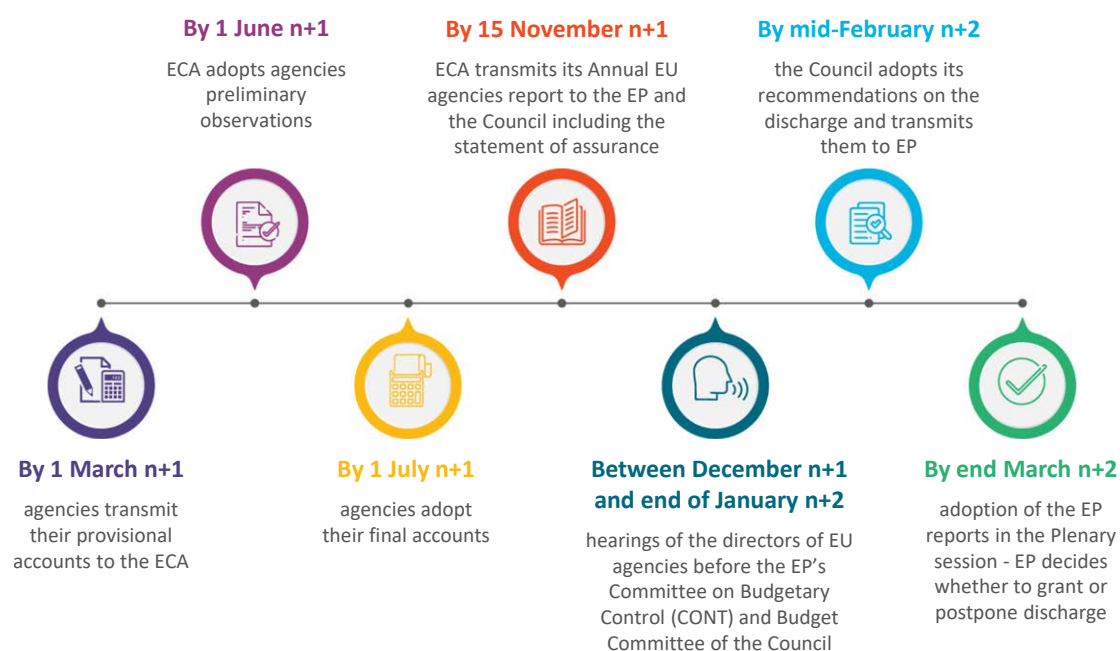 By 1 June n+1
ECA adopts agencies
preliminary
observations
By 15 November n+1
ECA transmits its Annual EU
agencies report to the EP and
the Council including the
statement of assurance
By mid-February n+2
the Council adopts its
recommendations on the
discharge and transmits
them to EP
By 1 March n+1
agencies transmit
their provisional
accounts to the ECA
By 1 July n+1
agencies adopt
their final accounts
Between December n+1
and end of January n+2
hearings of the directors of EU
agencies before the EP’s
Committee on Budgetary
Control (CONT) and Budget
Committee of the Council
By end March n+2
adoption of the EP
reports in the Plenary
session - EP decides
whether to grant or
postpone discharge